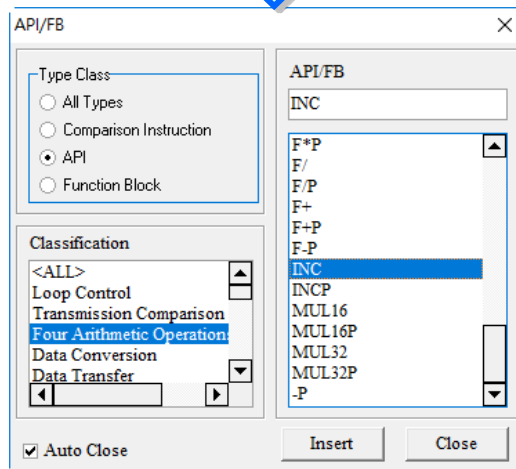 API/FB
Type Class
All Types
Comparison Instruction
API
Function Block
Classification
<ALL>
Loop Control
Transmission Comparison
Four Arithmetic Operation
Data Conversion
Data Transfer
Auto Close
API/FB
INC
F*P
F/
F/P
F+
F+P
F-P
INC
INCP
MUL16
MUL16P
MUL32
MUL32P
-P
Insert
Close